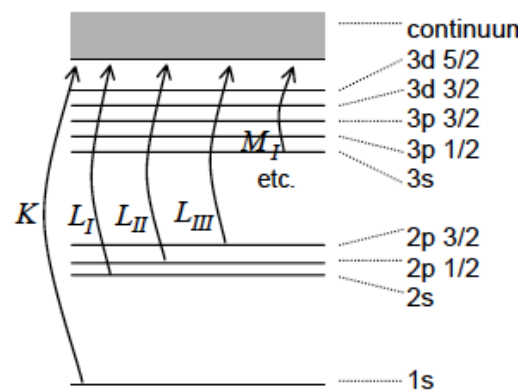 continuum
3d 5/2
3d 3/2
3p 3/2
3p 1/2
3s
M_I
etc.
K
L_I
L_II
L_III
2p 3/2
2p 1/2
2s
1s